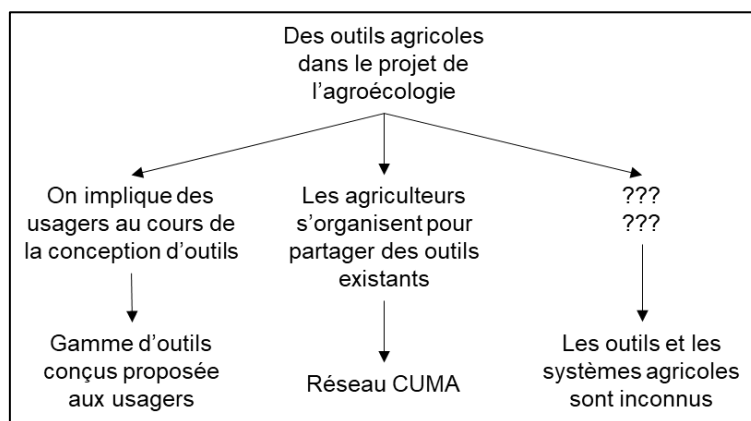 Des outils agricoles
dans le projet de
l’agroécologie
On implique des
usagers au cours de
la conception d’outils
Les agriculteurs
s’organisent pour
partager des outils
existants
???
???
Gamme d’outils
conçus proposée
aux usagers
Réseau CUMA
Les outils et les
systèmes agricoles
sont inconnus